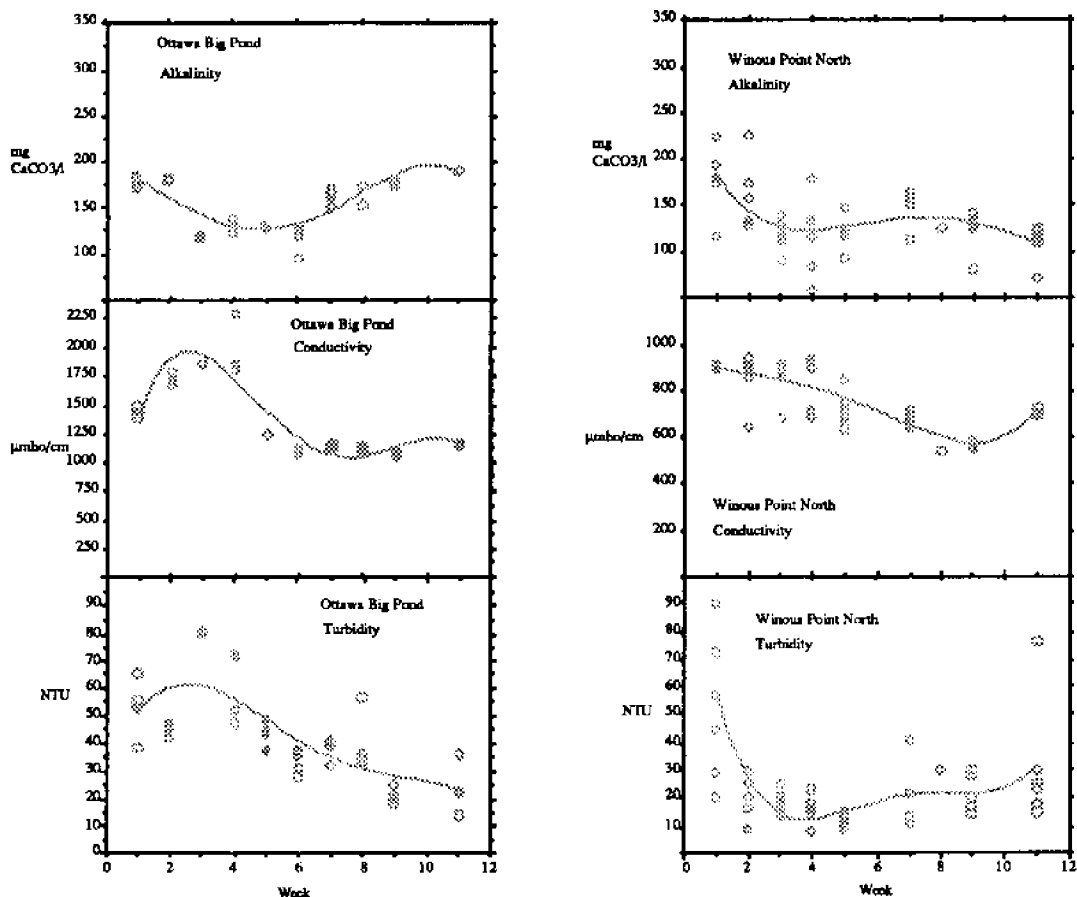 350
Ottawa Big Pond
Alkalinity
300
250
mg
CaCO3/l
200
150
100
2250
Ottawa Big Pond
Conductivity
2000
1750
1500
1250
µmho/cm
1000
750
500
250
90
Ottawa Big Pond
Turbidity
80
70
60
NTU
50
40
30
20
10
0
0 2 4 6 8 10 12
Week
350
Winous Point North
Alkalinity
300
250
mg
CaCO3/l
200
150
100
1000
800
µmho/cm
600
400
Winous Point North
Conductivity
200
90
Winous Point North
Turbidity
80
70
60
NTU
50
40
30
20
10
0 2 4 6 8 10 12
Week